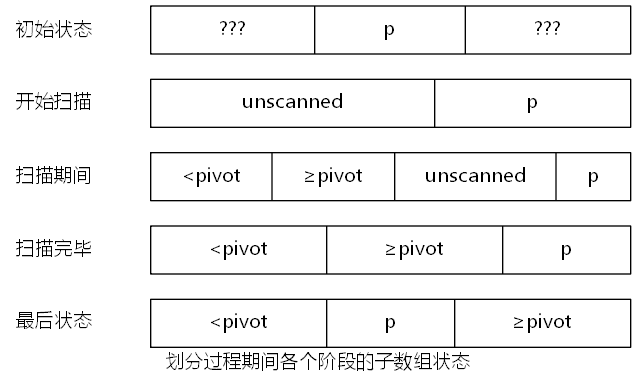 初始状态 ??? p ???
开始扫描 unscanned p
扫描期间 <pivot ≥pivot unscanned p
扫描完毕 <pivot ≥pivot p
最后状态 <pivot p ≥pivot
划分过程期间各个阶段的子数组状态